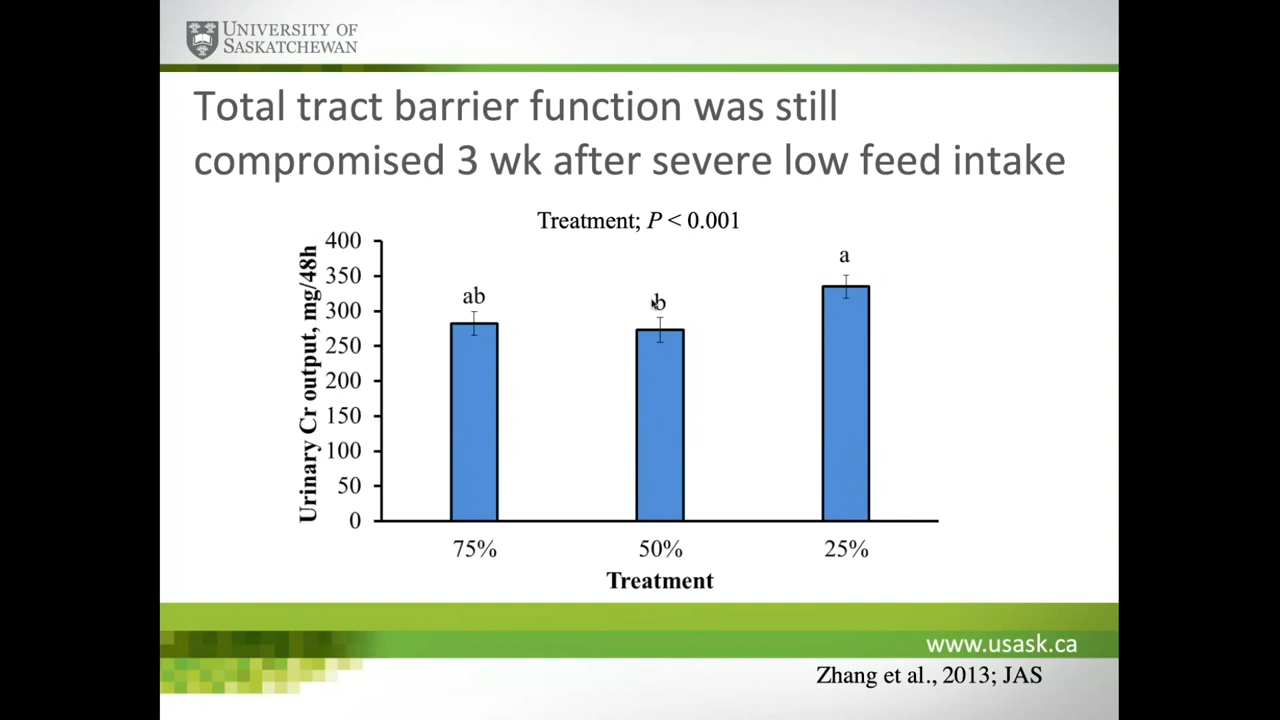 UNIVERSITY OF
SASKATCHEWAN
Total tract barrier function was still
compromised 3 wk after severe low feed intake
Treatment; P < 0.001
Urinary Cr output, mg/48h
400
350
300
250
200
150
100
50
0
ab
b
a
75%
50%
25%
Treatment
www.usask.ca
Zhang et al., 2013; JAS